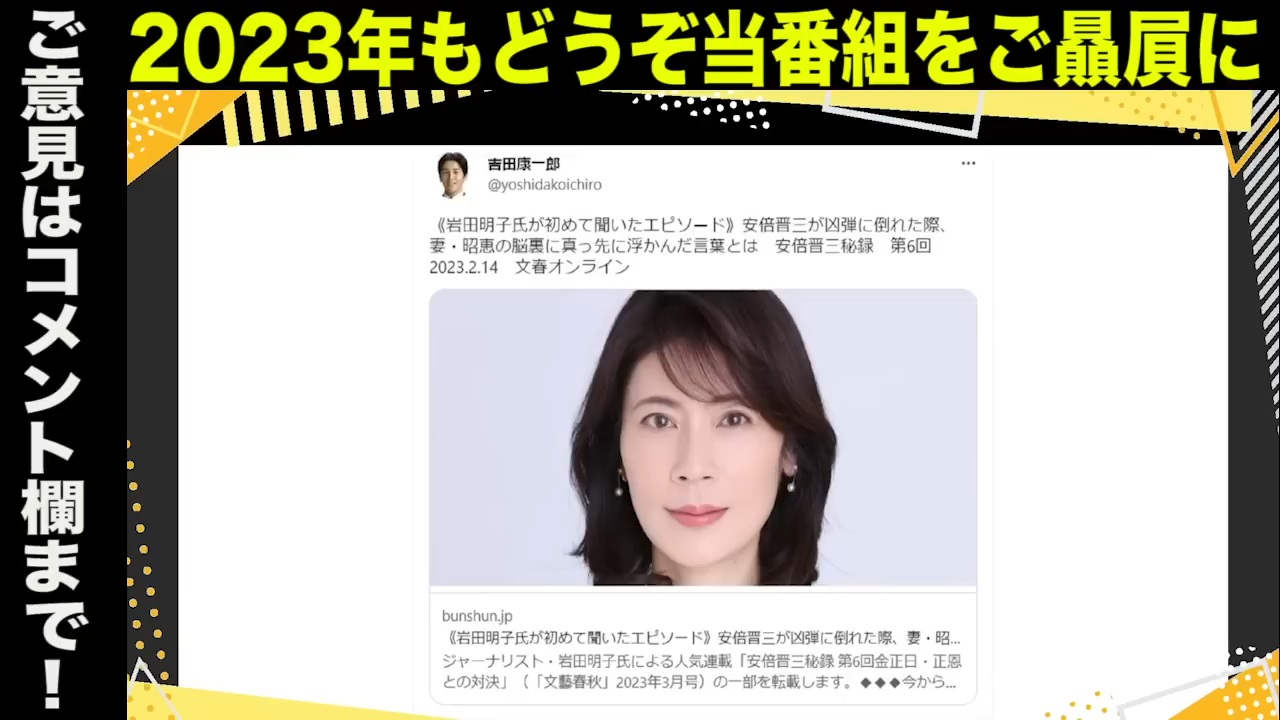 2023年もどうぞ当番組をご贔屓に
ご意見はコメント欄まで！
吉田康一郎
@yoshidakoichiro
《岩田明子氏が初めて聞いたエピソード》安倍晋三が凶弾に倒れた際、
妻・昭恵の脳裏に真っ先に浮かんだ言葉とは　安倍晋三秘録　第6回
2023.2.14　文春オンライン
bunshun.jp
《岩田明子氏が初めて聞いたエピソード》安倍晋三が凶弾に倒れた際、妻・昭...
ジャーナリスト・岩田明子氏による人気連載「安倍晋三秘録 第6回金正日・正恩
との対決」（「文藝春秋」2023年3月号）の一部を転載します。◆◆◆今から...